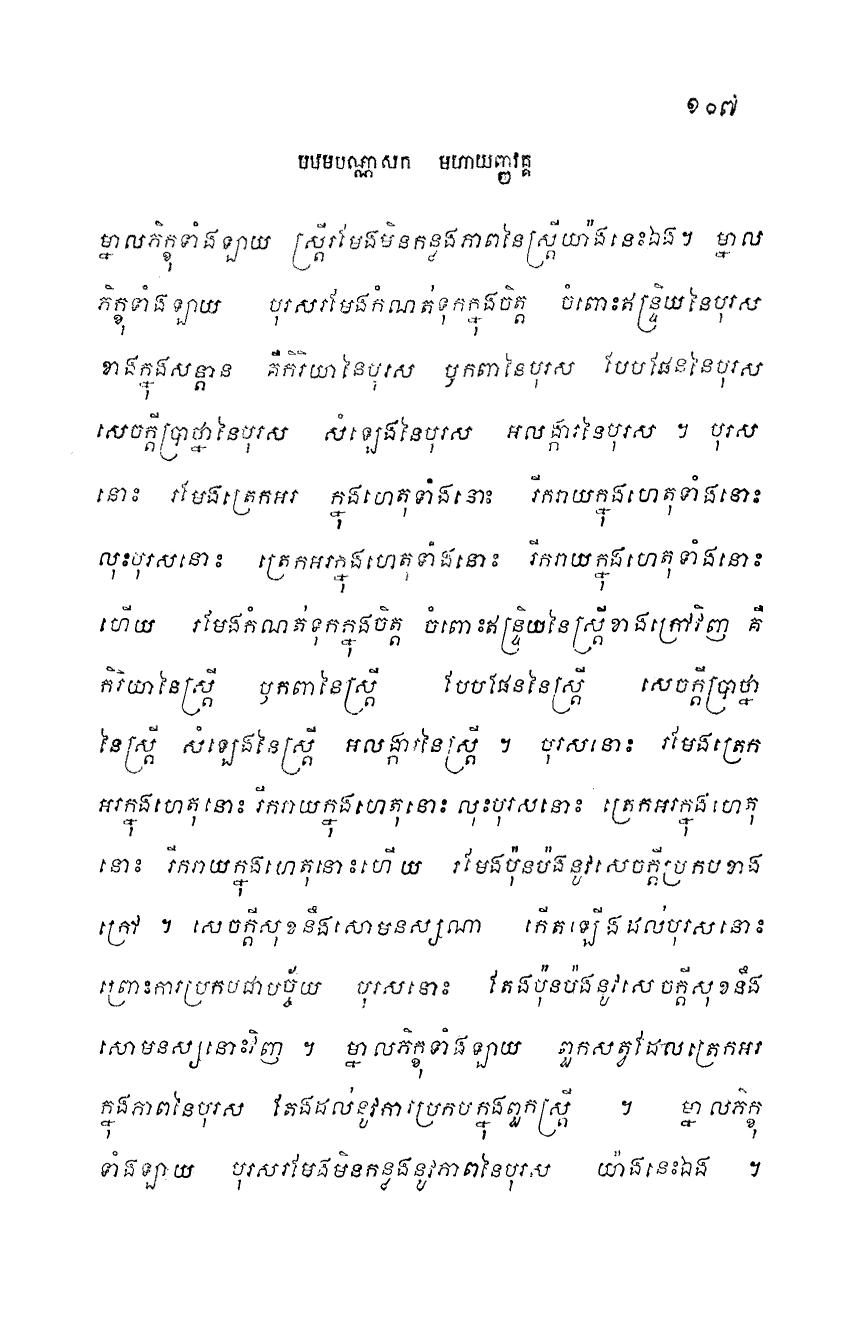 ១០៧
បឋមបណ្ណាសក មហាយញ្ញវគ្គ
ម្នាលភិក្ខុទាំងឡាយ ស្ត្រីរមែងមិនកន្លងភាពនៃស្ត្រីយ៉ាងនេះឯង។ ម្នាល
ភិក្ខុទាំងឡាយ បុរសរមែងកំណត់ទុកក្នុងចិត្ត ចំពោះឥន្ទ្រិយនៃបុរស
ខាងក្នុងសន្តាន គឺកិរិយានៃបុរស ឫកពានៃបុរស បែបផែននៃបុរស
សេចក្តីប្រាថ្នានៃបុរស សំឡេងនៃបុរស អលង្ការនៃបុរស ។ បុរស
នោះ រមែងត្រេកអរ ក្នុងហេតុទាំងនោះ រីករាយក្នុងហេតុទាំងនោះ
លុះបុរសនោះ ត្រេកអរក្នុងហេតុទាំងនោះ រីករាយក្នុងហេតុទាំងនោះ
ហើយ រមែងកំណត់ទុកក្នុងចិត្ត ចំពោះឥន្ទ្រិយនៃស្ត្រីខាងក្រៅវិញ គឺ
កិរិយានៃស្ត្រី ឫកពានៃស្ត្រី បែបផែននៃស្ត្រី សេចក្តីប្រាថ្នា
នៃស្ត្រី សំឡេងនៃស្ត្រី អលង្ការនៃស្ត្រី ។ បុរសនោះ រមែងត្រេក
អរក្នុងហេតុនោះ រីករាយក្នុងហេតុនោះ លុះបុរសនោះ ត្រេកអរក្នុងហេតុ
នោះ រីករាយក្នុងហេតុនោះហើយ រមែងប៉ុនប៉ងនូវសេចក្តីប្រកបខាង
ក្រៅ ។ សេចក្តីសុខនឹងសោមនស្សណា កើតឡើងដល់បុរសនោះ
ព្រោះការប្រកបជាបច្ច័យ បុរសនោះ តែងប៉ុនប៉ងនូវសេចក្តីសុខនឹង
សោមនស្សនោះវិញ ។ ម្នាលភិក្ខុទាំងឡាយ ពួកសត្វដែលត្រេកអរ
ក្នុងភាពនៃបុរស តែងដល់នូវការប្រកបក្នុងពួកស្ត្រី ។ ម្នាលភិក្ខុ
ទាំងឡាយ បុរសរមែងមិនកន្លងនូវភាពនៃបុរស យ៉ាងនេះឯង ។